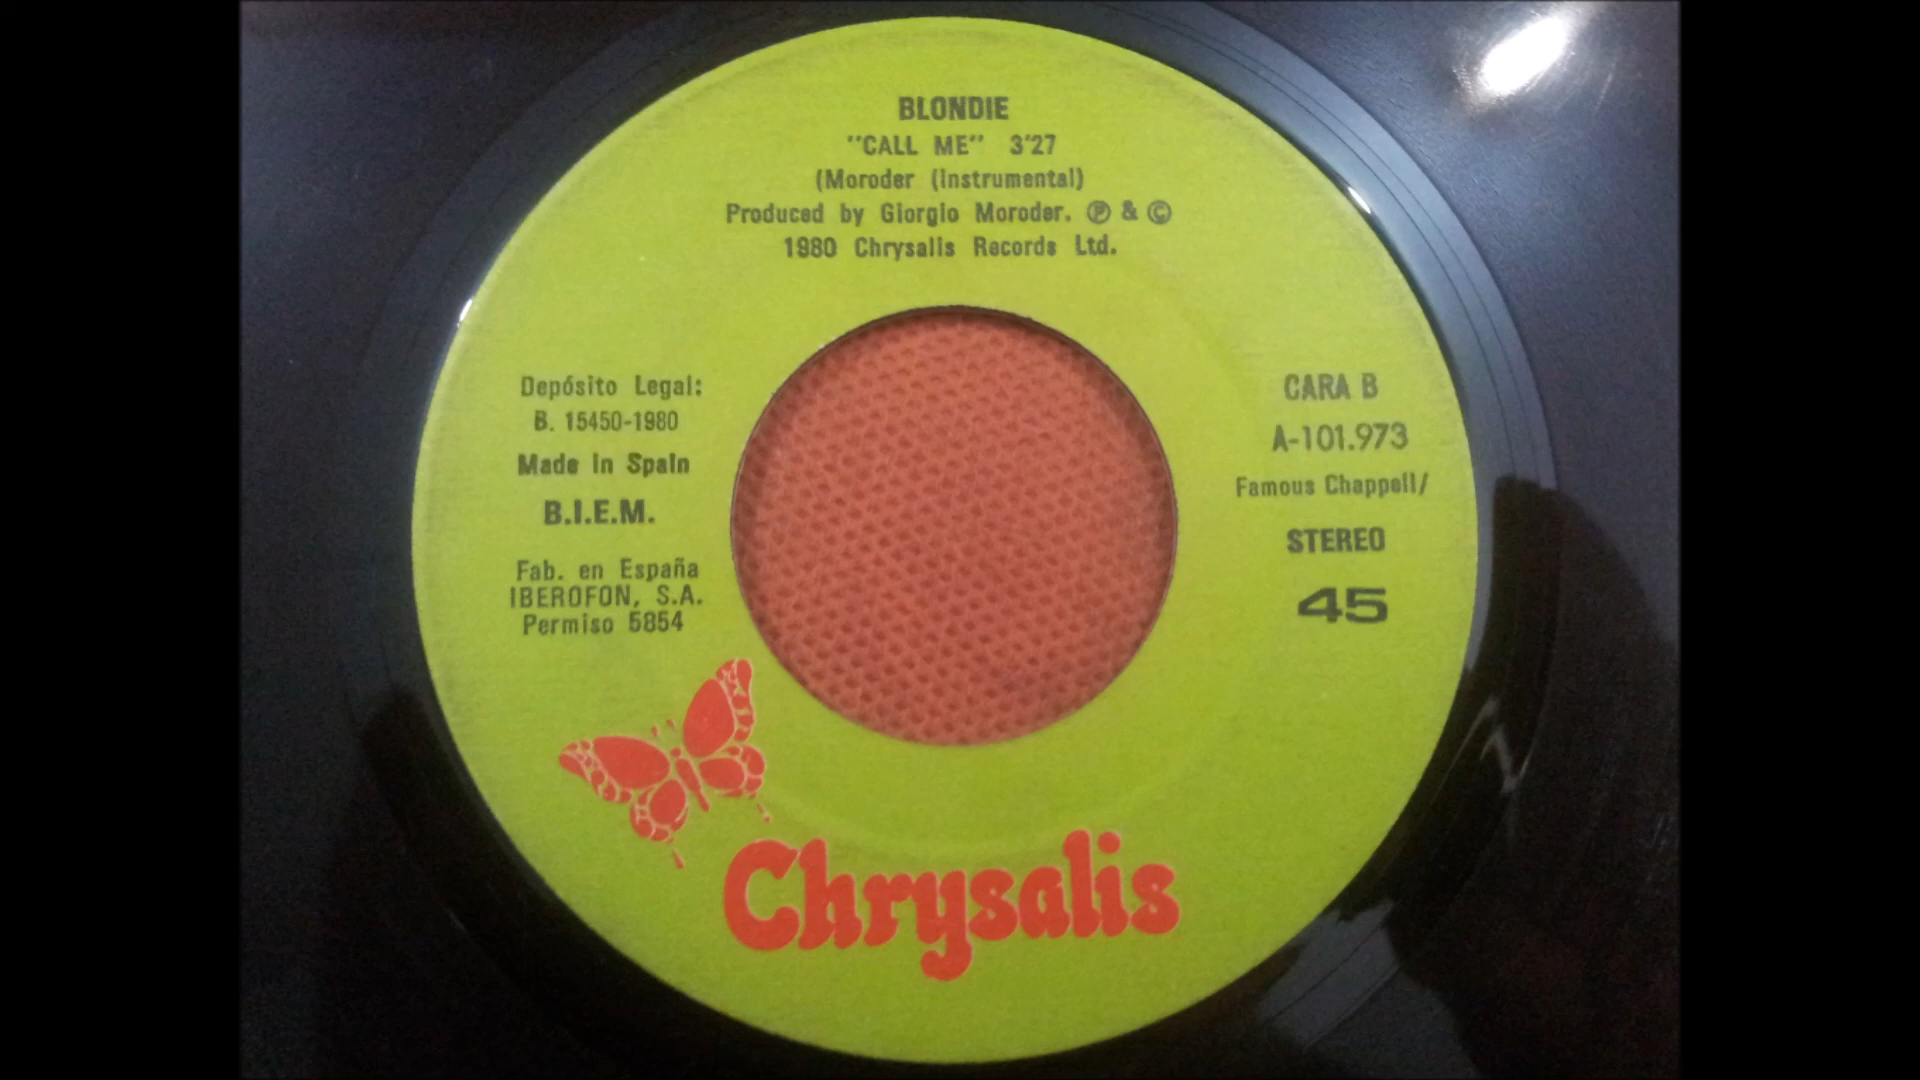 BLONDIE
"CALL ME" 3'27
(Moroder (Instrumental)
Produced by Giorgio Moroder. ℗ & ©
1980 Chrysalis Records Ltd.
Depósito Legal:
B. 15450-1980
Made in Spain
B.I.E.M.
Fab. en España
IBEROFON, S.A.
Permiso 5854
CARA B
A-101.973
Famous Chappell/
STEREO
45
Chrysalis